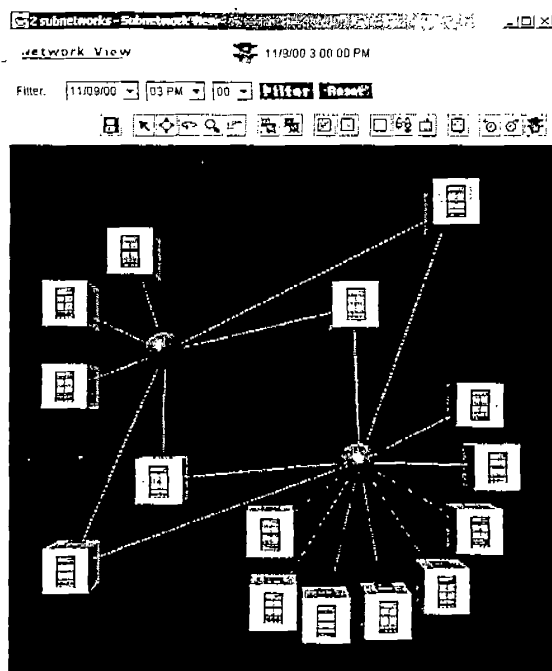 2 subnetworks - Subnetwork View
Network View
11/9/00 3:00:00 PM
Filter: 11/09/00 03 PM 00 Filter Reset